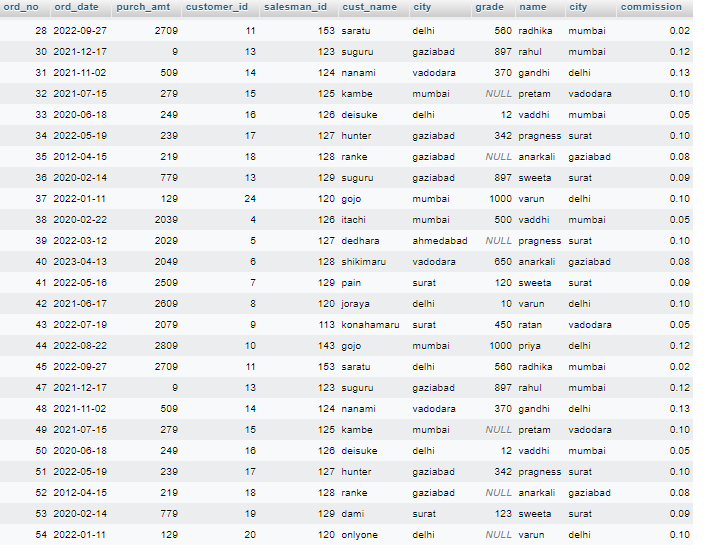 ord_no ord_date purch_amt customer_id salesman_id cust_name city grade name city commission
28 2022-09-27 2709 11 153 saratu delhi 560 radhika mumbai 0.02
30 2021-12-17 9 13 123 suguru gaziabad 897 rahul mumbai 0.12
31 2021-11-02 509 14 124 nanami vadodara 370 gandhi delhi 0.13
32 2021-07-15 279 15 125 kambe mumbai NULL pretam vadodara 0.10
33 2020-06-18 249 16 126 deisuke delhi 12 vaddhi mumbai 0.05
34 2022-05-19 239 17 127 hunter gaziabad 342 pragness surat 0.10
35 2012-04-15 219 18 128 ranke gaziabad NULL anarkali gaziabad 0.08
36 2020-02-14 779 13 129 suguru gaziabad 897 sweeta surat 0.09
37 2022-01-11 129 24 120 gojo mumbai 1000 varun delhi 0.10
38 2020-02-22 2039 4 126 itachi mumbai 500 vaddhi mumbai 0.05
39 2022-03-12 2029 5 127 dedhara ahmedabad NULL pragness surat 0.10
40 2023-04-13 2049 6 128 shikimaru vadodara 650 anarkali gaziabad 0.08
41 2022-05-16 2509 7 129 pain surat 120 sweeta surat 0.09
42 2021-06-17 2609 8 120 joraya delhi 10 varun delhi 0.10
43 2022-07-19 2079 9 113 konahamaru surat 450 ratan vadodara 0.05
44 2022-08-22 2809 10 143 gojo mumbai 1000 priya delhi 0.12
45 2022-09-27 2709 11 153 saratu delhi 560 radhika mumbai 0.02
47 2021-12-17 9 13 123 suguru gaziabad 897 rahul mumbai 0.12
48 2021-11-02 509 14 124 nanami vadodara 370 gandhi delhi 0.13
49 2021-07-15 279 15 125 kambe mumbai NULL pretam vadodara 0.10
50 2020-06-18 249 16 126 deisuke delhi 12 vaddhi mumbai 0.05
51 2022-05-19 239 17 127 hunter gaziabad 342 pragness surat 0.10
52 2012-04-15 219 18 128 ranke gaziabad NULL anarkali gaziabad 0.08
53 2020-02-14 779 19 129 dami surat 123 sweeta surat 0.09
54 2022-01-11 129 20 120 onlyone delhi NULL varun delhi 0.10